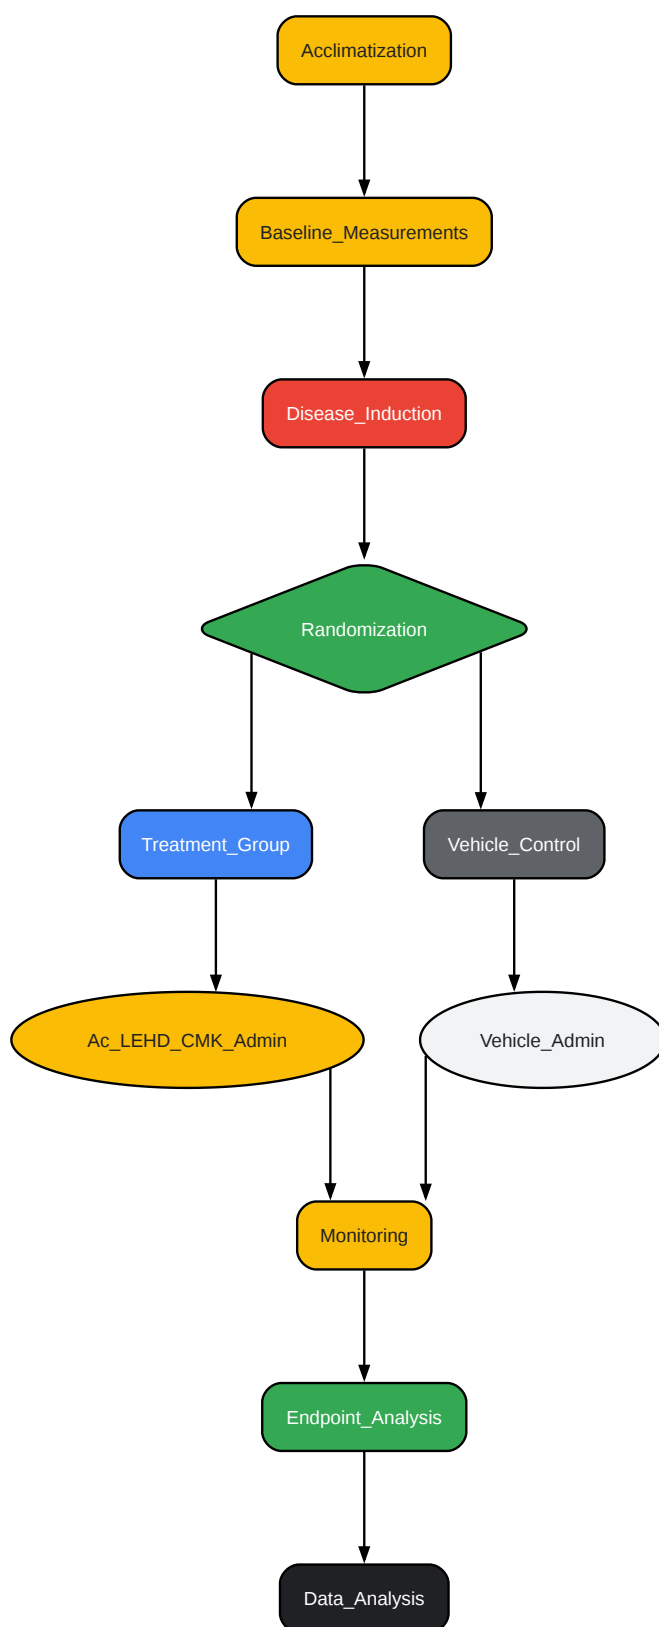 Acclimatization
Baseline_Measurements
Disease_Induction
Randomization
Treatment_Group
Vehicle_Control
Ac_LEHD_CMK_Admin
Vehicle_Admin
Monitoring
Endpoint_Analysis
Data_Analysis